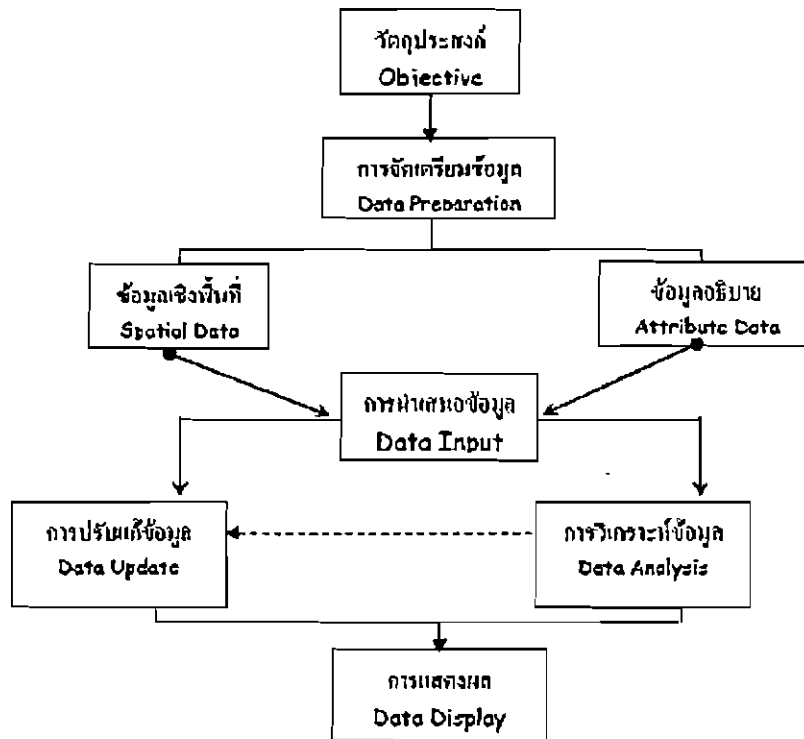 วัตถุประสงค์
Objective
การจัดเตรียมข้อมูล
Data Preparation
ข้อมูลเชิงพื้นที่
Spatial Data
ข้อมูลอธิบาย
Attribute Data
การนำเสนอข้อมูล
Data Input
การปรับแก้ข้อมูล
Data Update
การวิเคราะห์ข้อมูล
Data Analysis
การแสดงผล
Data Display